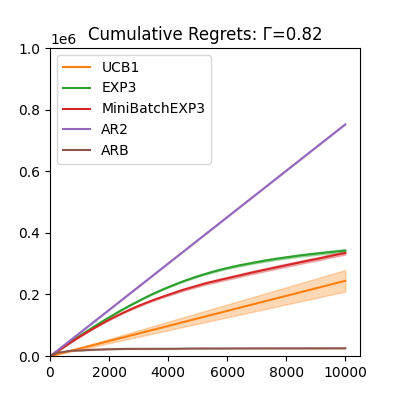 Cumulative Regrets: Γ=0.82
1e6
1.0
0.8
0.6
0.4
0.2
0.0
UCB1
EXP3
MiniBatchEXP3
AR2
ARB
0 2000 4000 6000 8000 10000